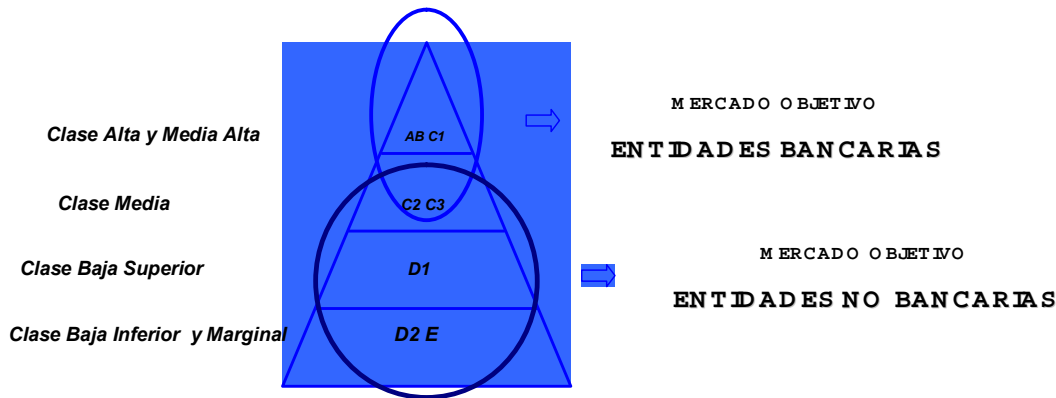 MERCADO OBJETIVO
Clase Alta y Media Alta
AB C1
ENTIDADES BANCARIAS
Clase Media
C2 C3
MERCADO OBJETIVO
Clase Baja Superior
D1
ENTIDADES NO BANCARIAS
Clase Baja Inferior y Marginal
D2 E